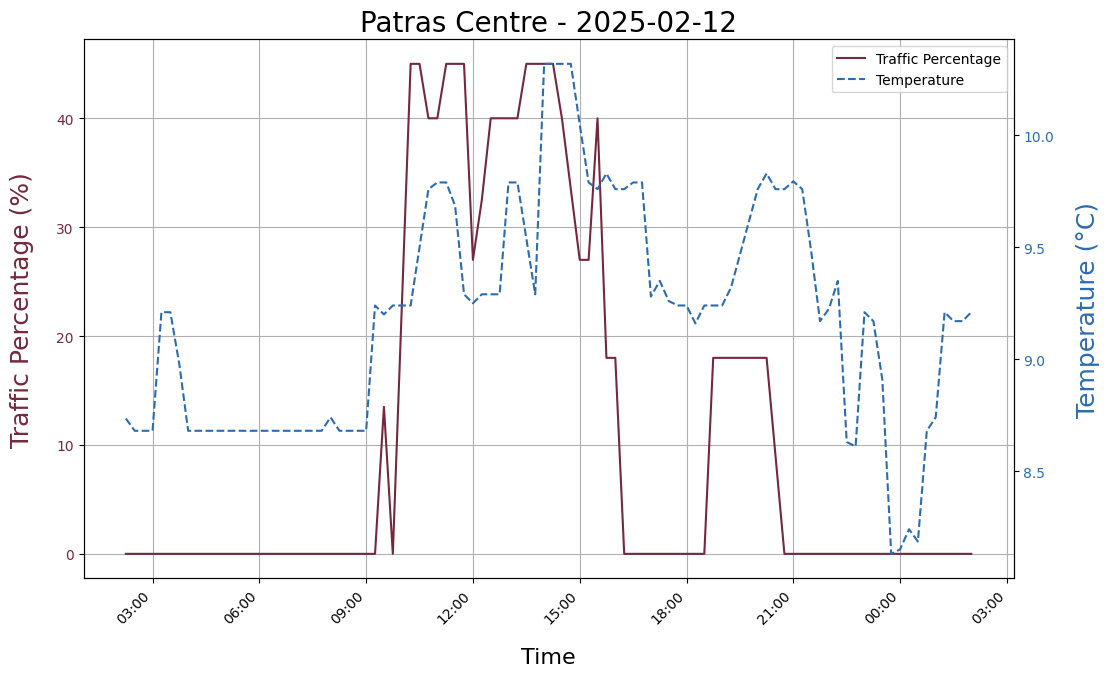 Patras Centre - 2025-02-12
Traffic Percentage
Temperature
Traffic Percentage (%)
40
30
20
10
0
10.0
9.5
9.0
8.5
Temperature (°C)
03:00 06:00 09:00 12:00 15:00 18:00 21:00 00:00 03:00
Time